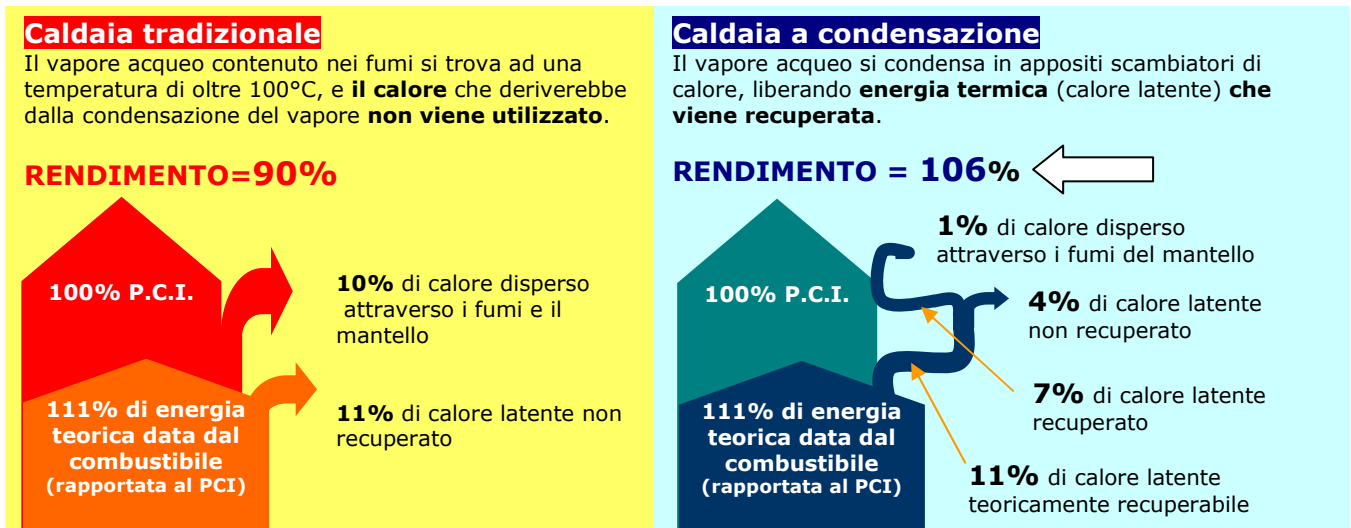 Caldaia tradizionale
Il vapore acqueo contenuto nei fumi si trova ad una
temperatura di oltre 100°C, e il calore che deriverebbe
dalla condensazione del vapore non viene utilizzato.
RENDIMENTO=90%
100% P.C.I.
10% di calore disperso
attraverso i fumi e il
mantello
111% di energia
teorica data dal
combustibile
(rapportata al PCI)
11% di calore latente non
recuperato
Caldaia a condensazione
Il vapore acqueo si condensa in appositi scambiatori di
calore, liberando energia termica (calore latente) che
viene recuperata.
RENDIMENTO = 106%
1% di calore disperso
attraverso i fumi del mantello
100% P.C.I.
4% di calore latente
non recuperato
7% di calore latente
recuperato
111% di energia
teorica data dal
combustibile
(rapportata al PCI)
11% di calore latente
teoricamente recuperabile